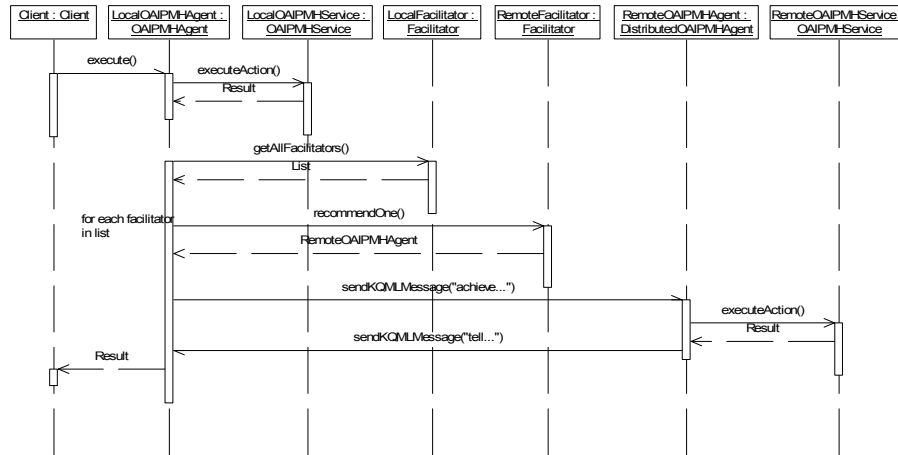 Client : Client
LocalOAIPMHAgent :
OAIPMHAgent
LocalOAIPMHService :
OAIPMHService
LocalFacilitator :
Facilitator
RemoteFacilitator :
Facilitator
RemoteOAIPMHAgent :
DistributedOAIPMHAgent
RemoteOAIPMHService :
OAIPMHService
execute()
executeAction()
Result
getAllFacilitators()
List
for each facilitator
in list
recommendOne()
RemoteOAIPMHAgent
sendKQMLMessage("achieve...")
executeAction()
Result
sendKQMLMessage("tell...")
Result